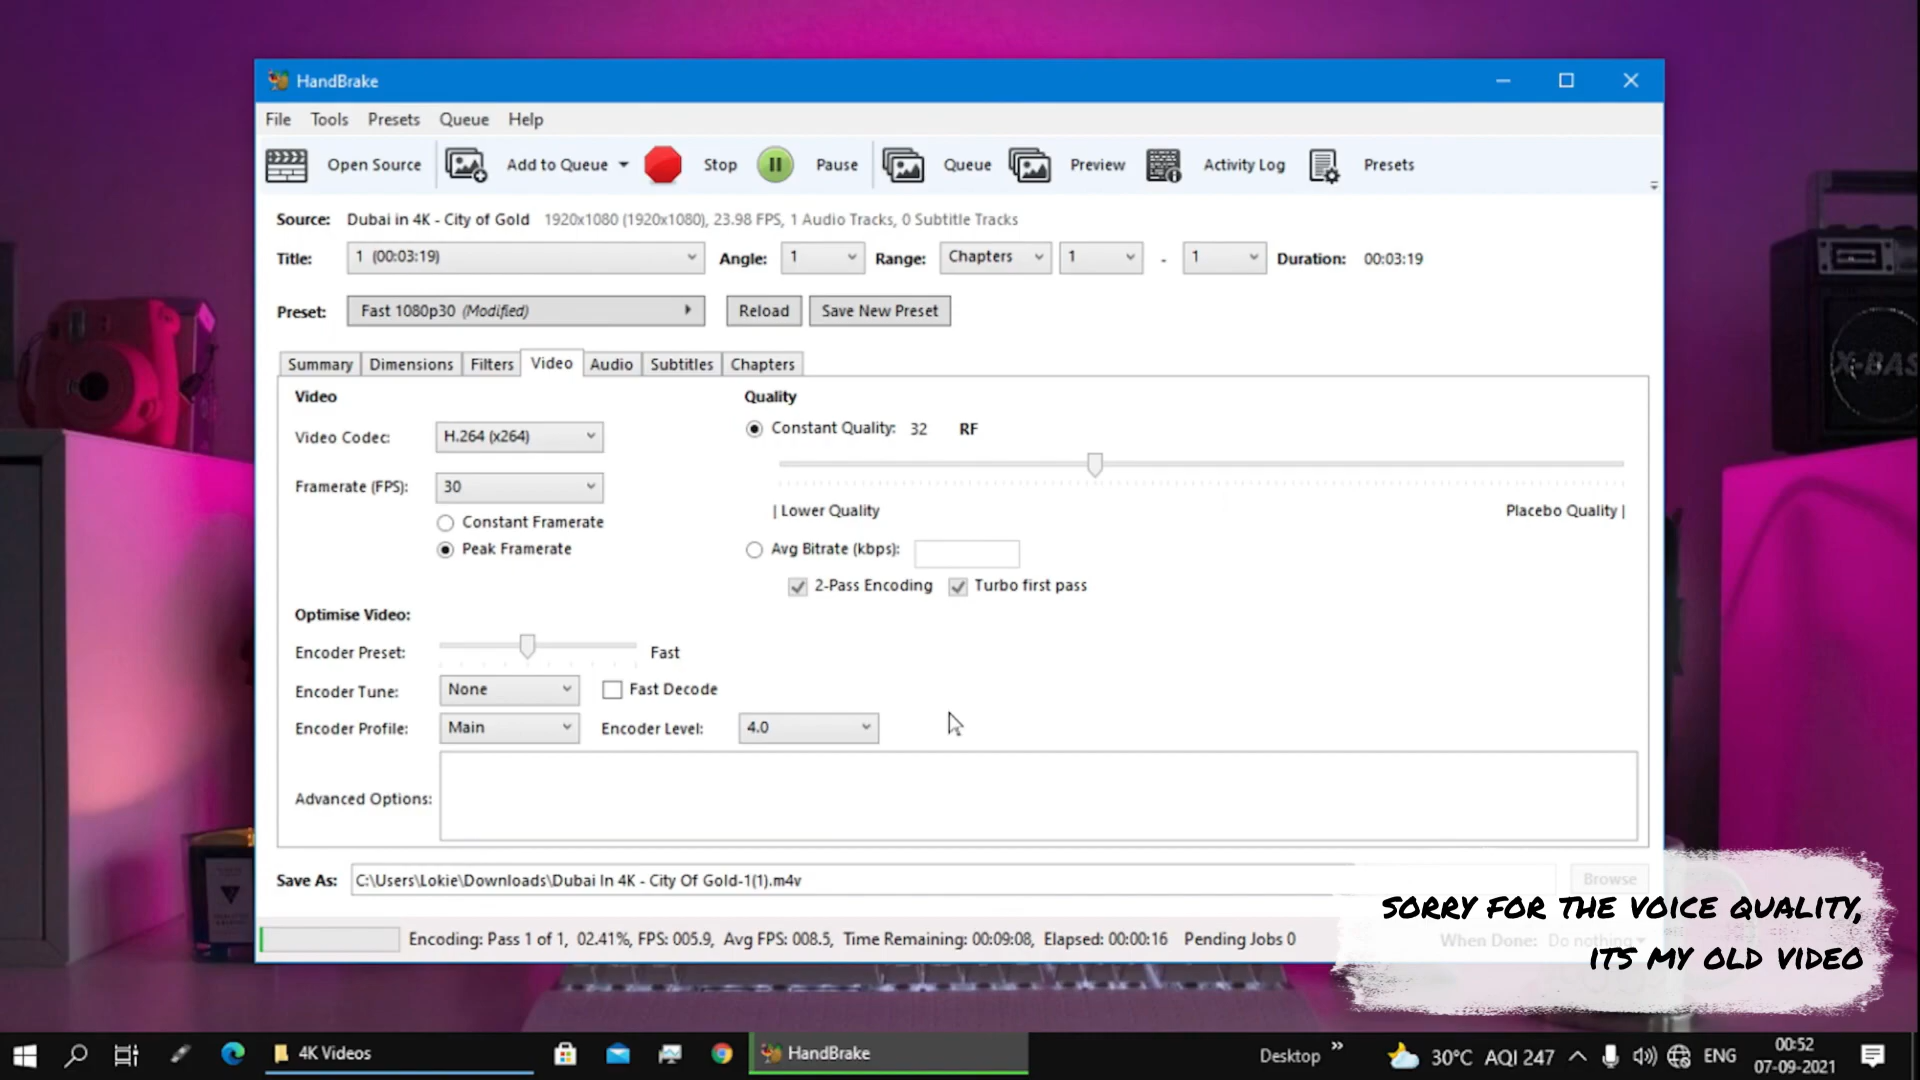 HandBrake
File Tools Presets Queue Help
Open Source Add to Queue Stop Pause Queue Preview Activity Log Presets
Source: Dubai in 4K - City of Gold 1920x1080 (1920x1080), 23.98 FPS, 1 Audio Tracks, 0 Subtitle Tracks
Title: 1 (00:03:19) Angle: 1 Range: Chapters 1 - 1 Duration: 00:03:19
Preset: Fast 1080p30 (Modified) Reload Save New Preset
Summary Dimensions Filters Video Audio Subtitles Chapters
Video Quality
Video Codec: H.264 (x264) Constant Quality: 32 RF
Framerate (FPS): 30
| Lower Quality Placebo Quality |
Constant Framerate
Peak Framerate Avg Bitrate (kbps):
2-Pass Encoding Turbo first pass
Optimise Video:
Encoder Preset: Fast
Encoder Tune: None Fast Decode
Encoder Profile: Main Encoder Level: 4.0
Advanced Options:
Save As: C:\Users\Lokie\Downloads\Dubai In 4K - City Of Gold-1(1).m4v Browse
Encoding: Pass 1 of 1, 02.41%, FPS: 005.9, Avg FPS: 008.5, Time Remaining: 00:09:08, Elapsed: 00:00:16 Pending Jobs 0 When Done: Do nothing
SORRY FOR THE VOICE QUALITY,
ITS MY OLD VIDEO
X-BAS
4K Videos HandBrake Desktop » 30°C AQI 247 ENG 00:52
07-09-2021